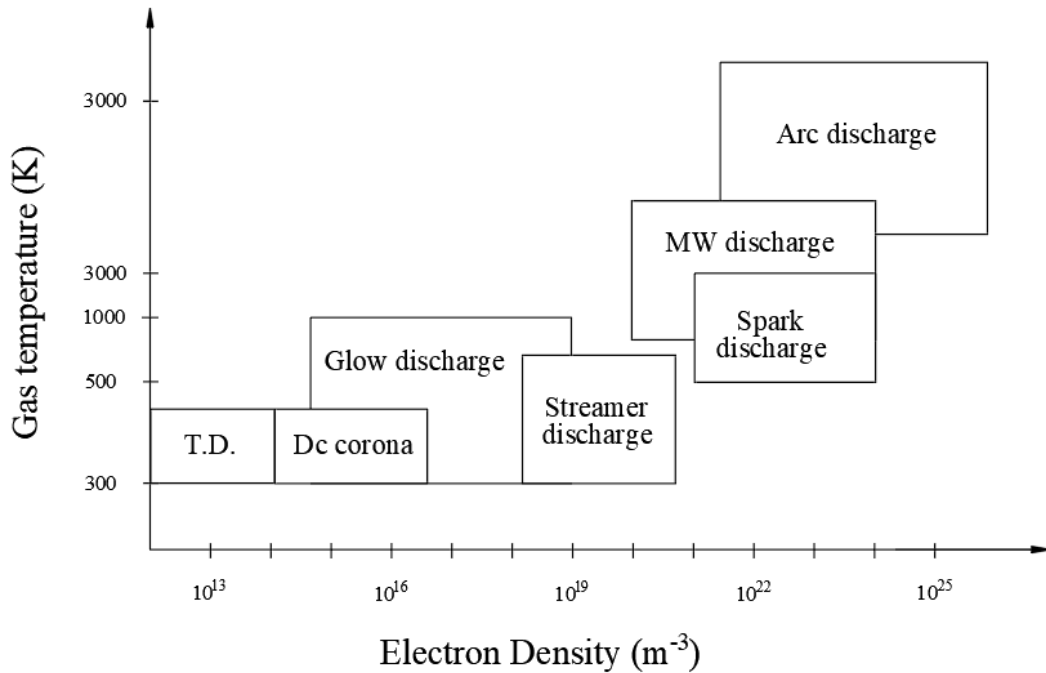 Gas temperature (K)
3000
3000
1000
500
300
Arc discharge
MW discharge
Spark
discharge
Glow discharge
Streamer
discharge
T.D.
Dc corona
10^13
10^16
10^19
10^22
10^25
Electron Density (m^-3)